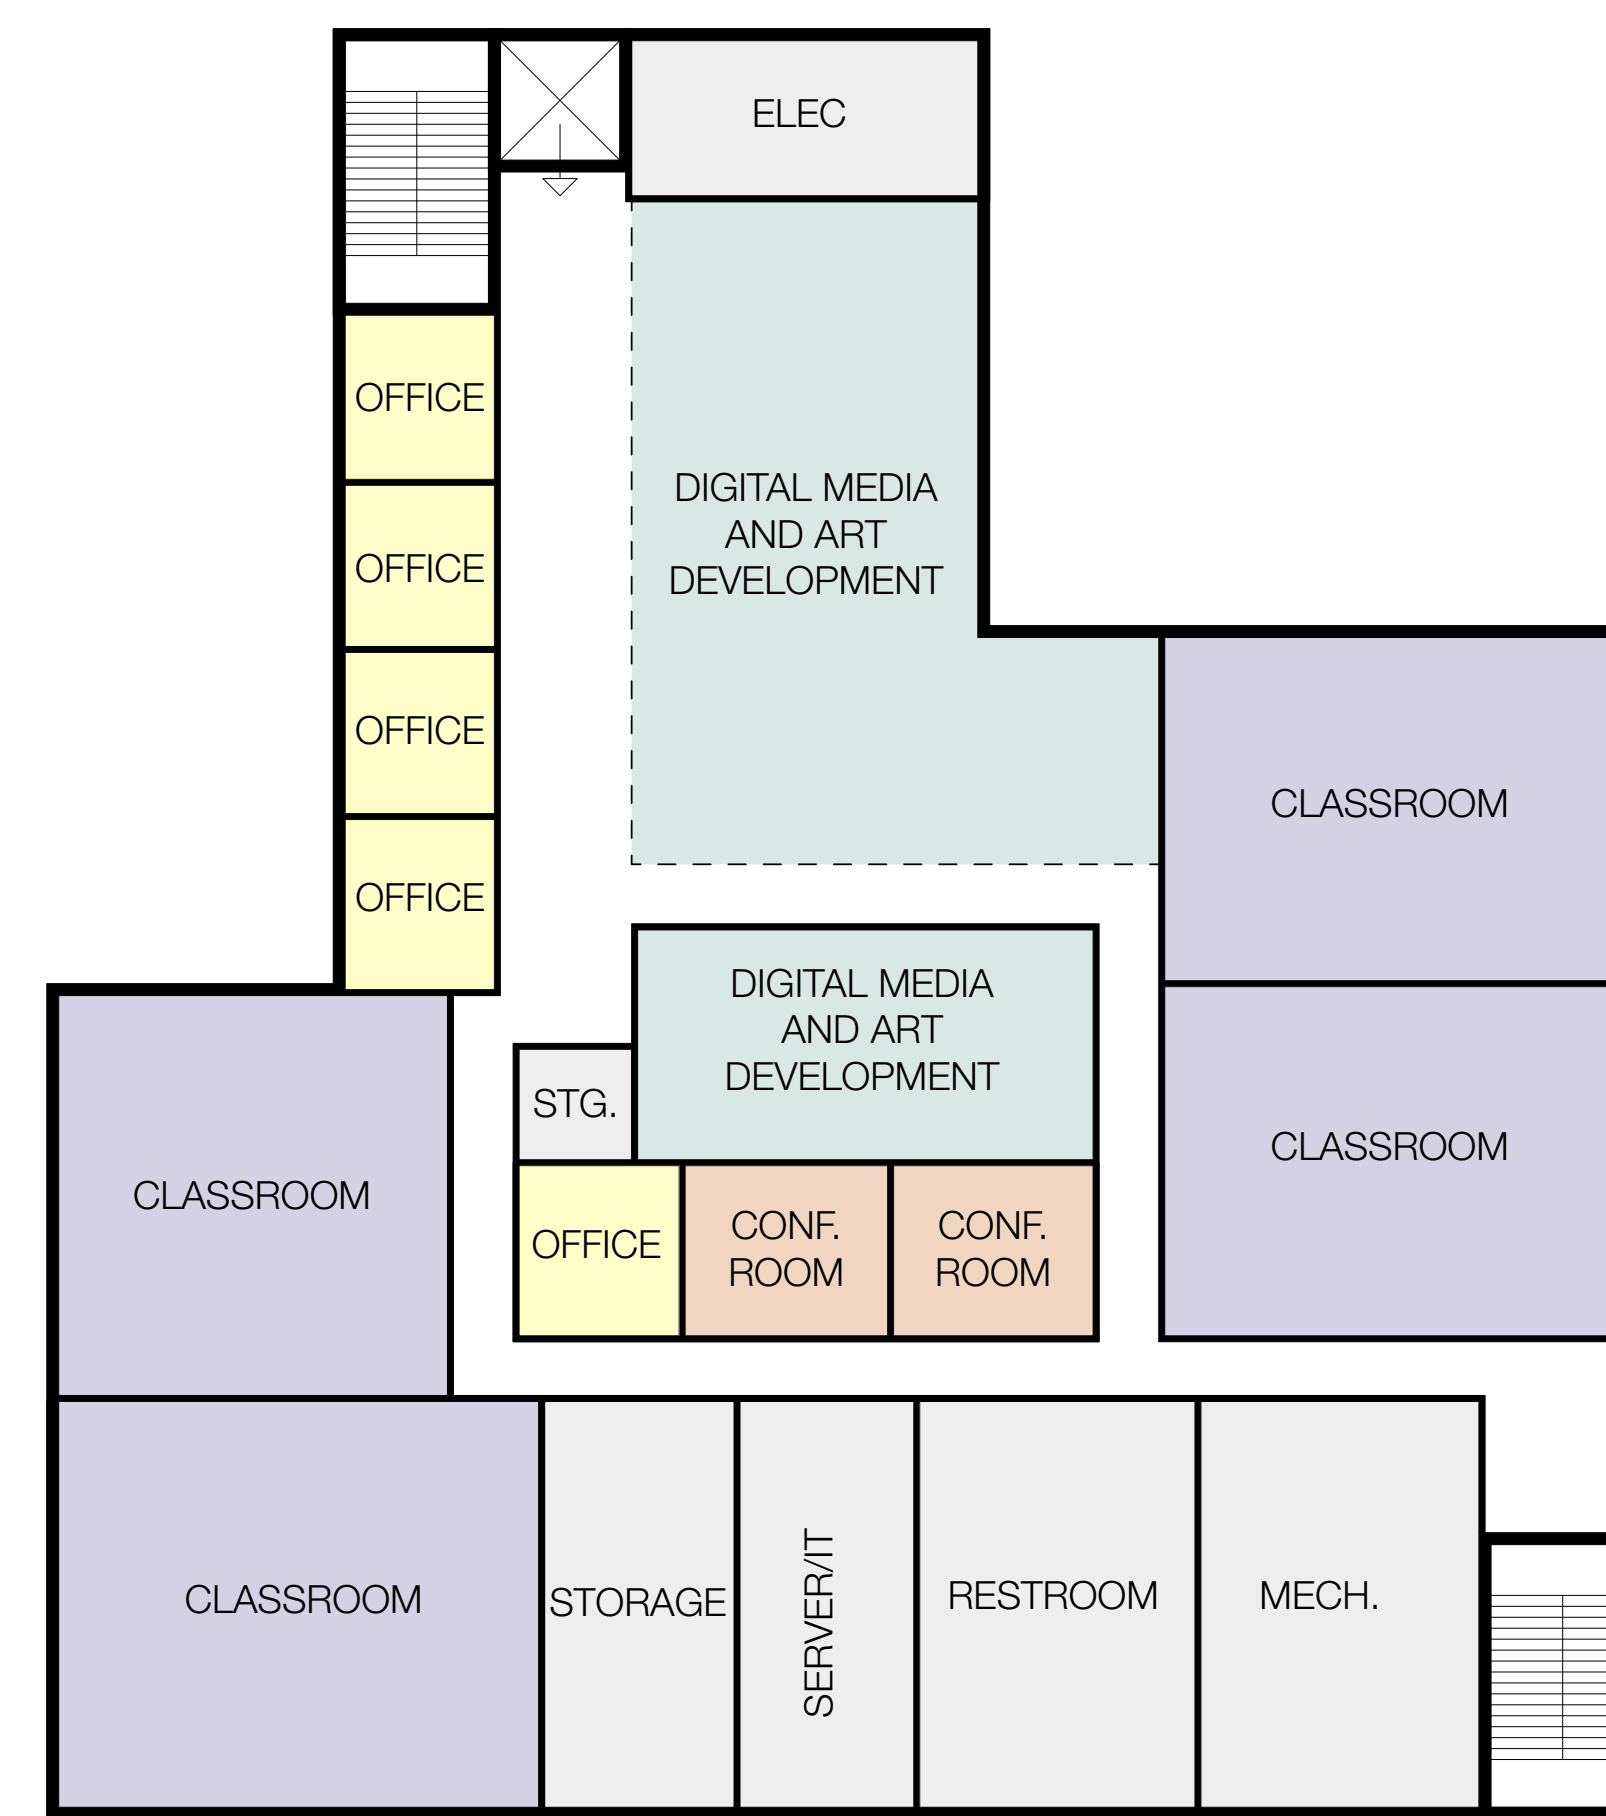 ELEC
OFFICE
DIGITAL MEDIA
AND ART
DEVELOPMENT
OFFICE
OFFICE
CLASSROOM
OFFICE
DIGITAL MEDIA
AND ART
DEVELOPMENT
STG.
CLASSROOM
CLASSROOM
OFFICE
CONF.
ROOM
CONF.
ROOM
CLASSROOM
STORAGE
SERVER/IT
RESTROOM
MECH.